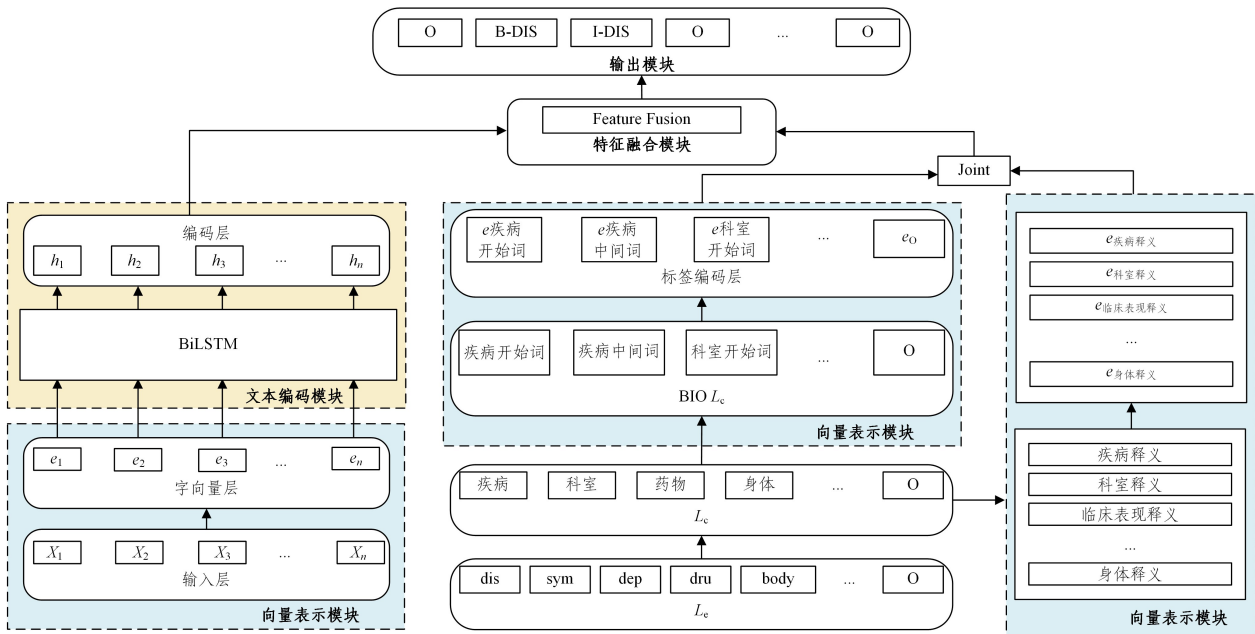 O B-DIS I-DIS O ... O
输出模块
Feature Fusion
特征融合模块
Joint
编码层
h1 h2 h3 ... hn
BiLSTM
文本编码模块
e1 e2 e3 ... en
字向量层
X1 X2 X3 ... Xn
输入层
向量表示模块
e疾病 e疾病 e科室 ... eO
开始词 中间词 开始词
标签编码层
疾病开始词 疾病中间词 科室开始词 ... O
BIO Lc
向量表示模块
疾病 科室 药物 身体 ... O
Lc
dis sym dep dru body ... O
Le
e疾病释义
e科室释义
e临床表现释义
...
e身体释义
疾病释义
科室释义
临床表现释义
...
身体释义
向量表示模块